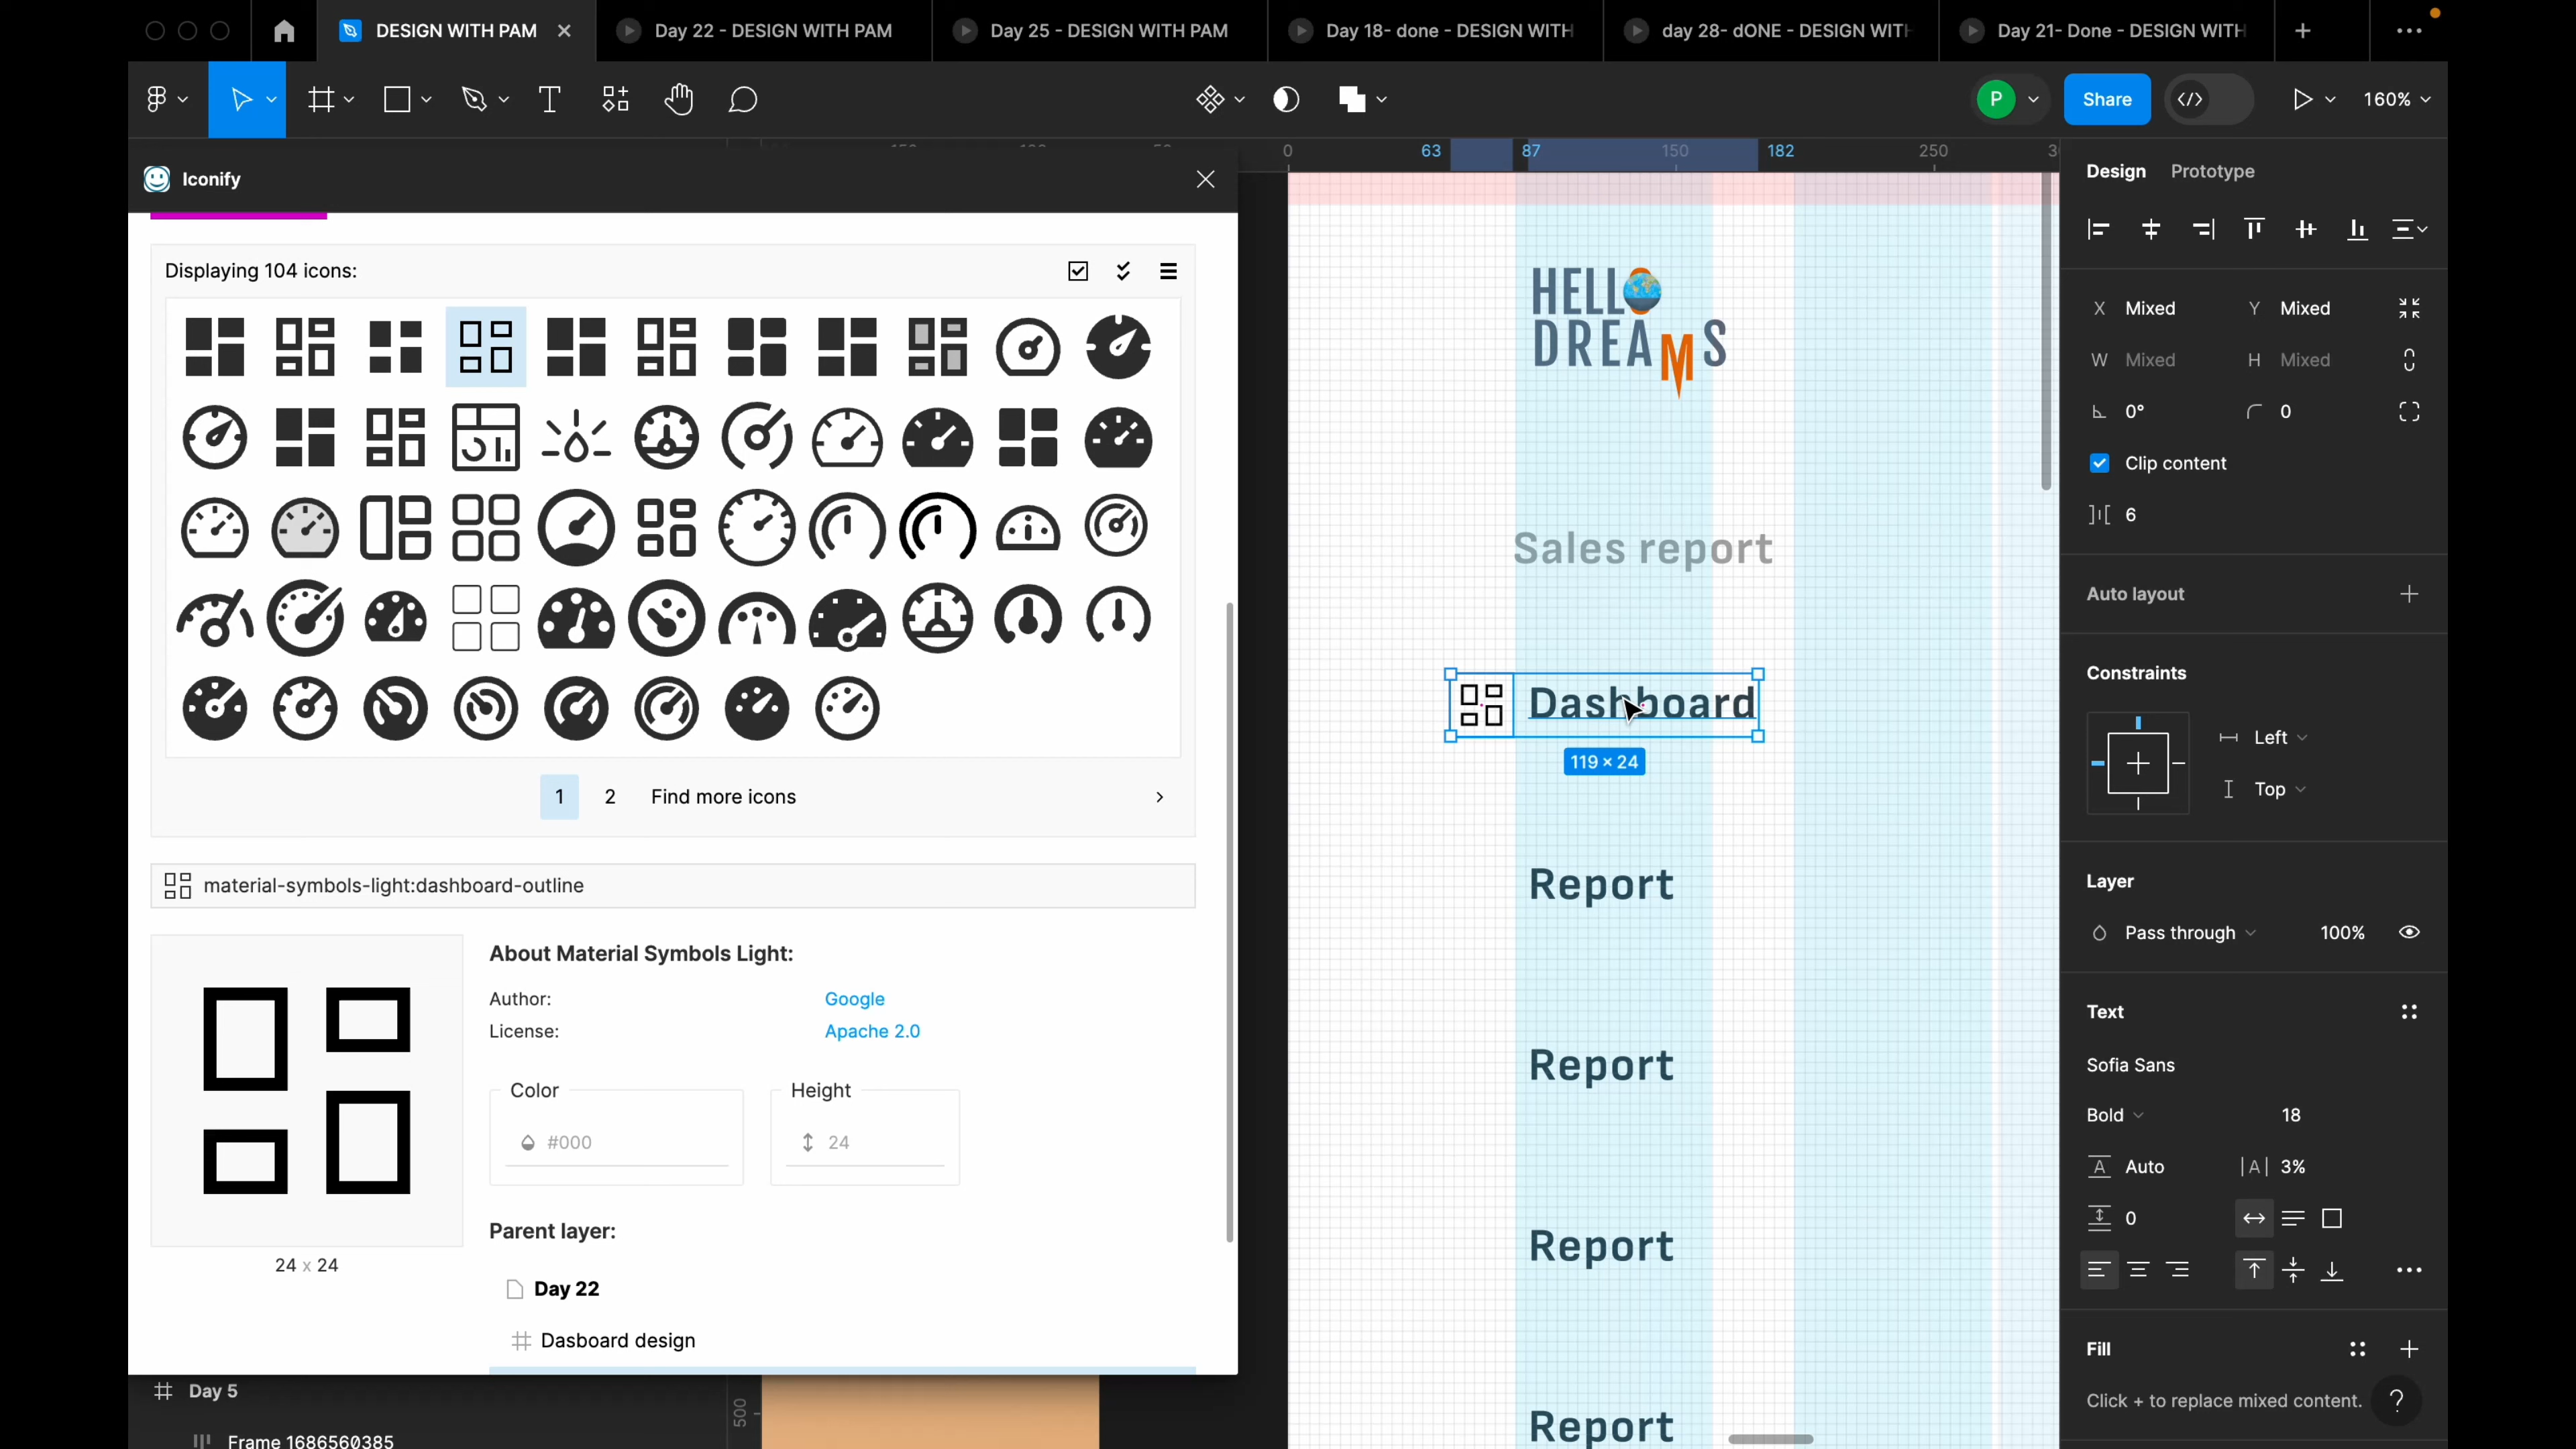 DESIGN WITH PAM
Day 22 - DESIGN WITH PAM
Day 25 - DESIGN WITH PAM
Day 18- done - DESIGN WITH
day 28- dONE - DESIGN WITH
Day 21- Done - DESIGN WITH
P
Share
160%
Iconify
0
63
87
150
182
250
Design
Prototype
Displaying 104 icons:
X Mixed
Y Mixed
W Mixed
H Mixed
0°
0
Clip content
6
HELLO
DREAMS
Sales report
Auto layout
Dashboard
119 × 24
Constraints
Left
Top
1
2
Find more icons
material-symbols-light:dashboard-outline
Report
Layer
Pass through
100%
About Material Symbols Light:
Author:
Google
License:
Apache 2.0
Text
Sofia Sans
Report
Color
#000
Height
24
Bold
18
Auto
|A| 3%
0
Parent layer:
24 x 24
Day 22
Report
Dasboard design
Fill
Click + to replace mixed content.
?
Day 5
500
Report
Frame 1686560385